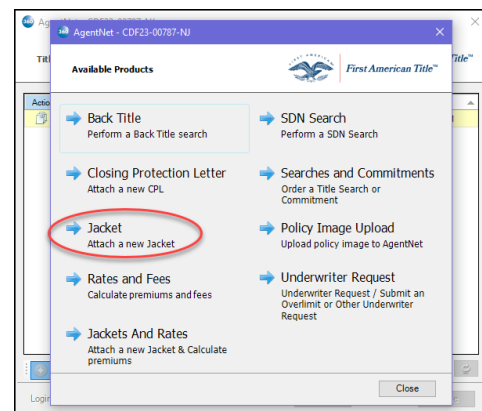 AgentNet - CDF23-00787-NJ
Available Products
First American Title™
Back Title
Perform a Back Title search
SDN Search
Perform a SDN Search
Closing Protection Letter
Attach a new CPL
Searches and Commitments
Order a Title Search or
Commitment
Jacket
Attach a new Jacket
Policy Image Upload
Upload policy image to AgentNet
Rates and Fees
Calculate premiums and fees
Underwriter Request
Underwriter Request / Submit an
Overlimit or Other Underwriter
Request
Jackets And Rates
Attach a new Jacket & Calculate
premiums
Close